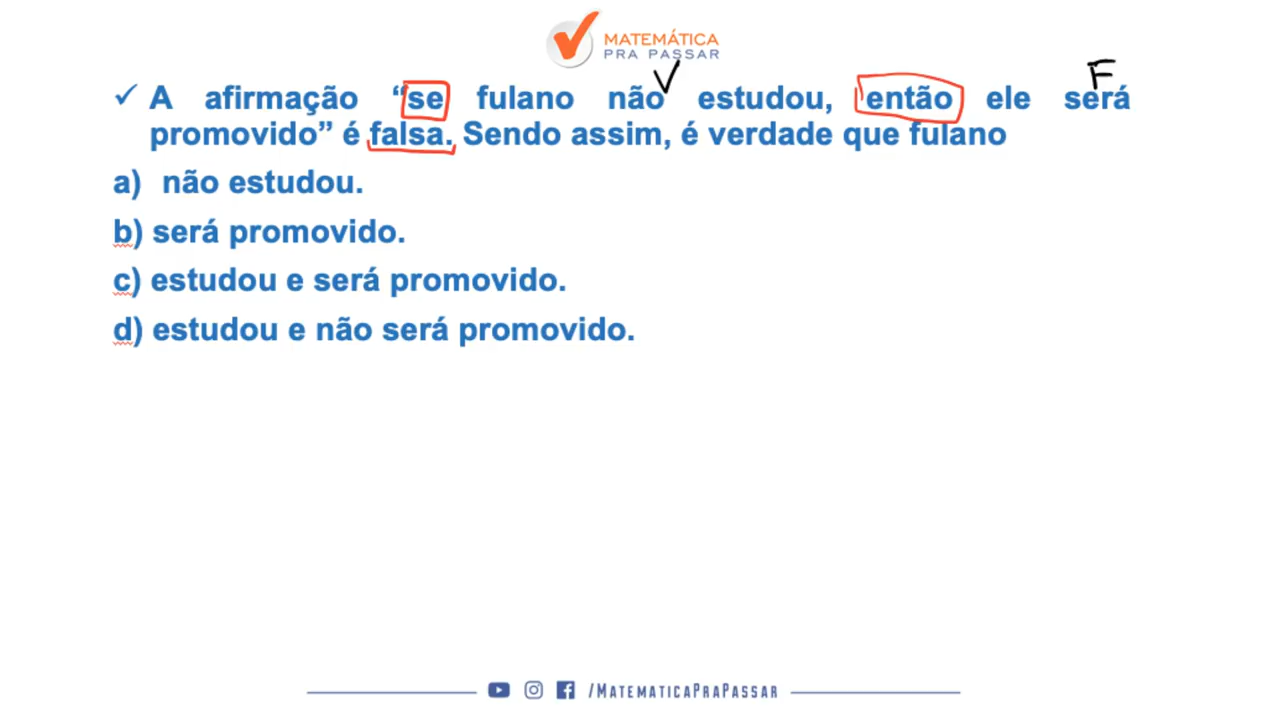 MATEMÁTICA
PRA PASSAR
V F
✓ A afirmação “se fulano não estudou, então ele será
promovido” é falsa. Sendo assim, é verdade que fulano
a) não estudou.
b) será promovido.
c) estudou e será promovido.
d) estudou e não será promovido.
/MATEMATICAPRAPASSAR